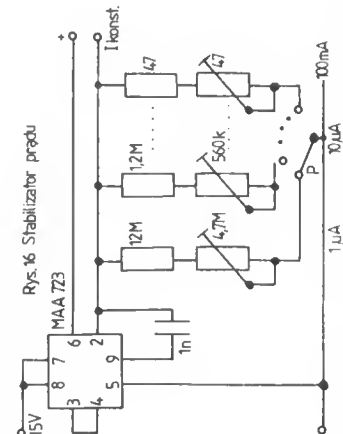 Rys. 16 Stabilizator prądu
MAA 723
+
I konst.
15V
8 7
3 6
4 2
9
5
1n
12M
1,2M
47
4,7M
560k
47
P
1µA
10µA
100mA